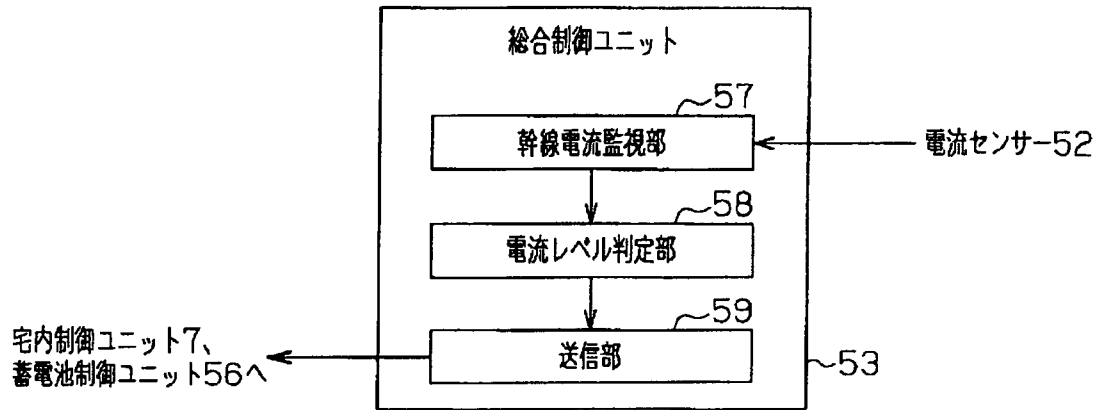 総合制御ユニット
57
幹線電流監視部
電流センサー52
58
電流レベル判定部
59
送信部
宅内制御ユニット7、
蓄電池制御ユニット56へ
53